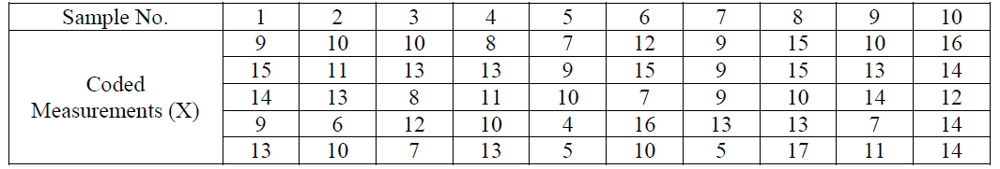 Sample No. 1 2 3 4 5 6 7 8 9 10
Coded Measurements (X) 9 10 10 8 7 12 9 15 10 16
15 11 13 13 9 15 9 15 13 14
14 13 8 11 10 7 9 10 14 12
9 6 12 10 4 16 13 13 7 14
13 10 7 13 5 10 5 17 11 14